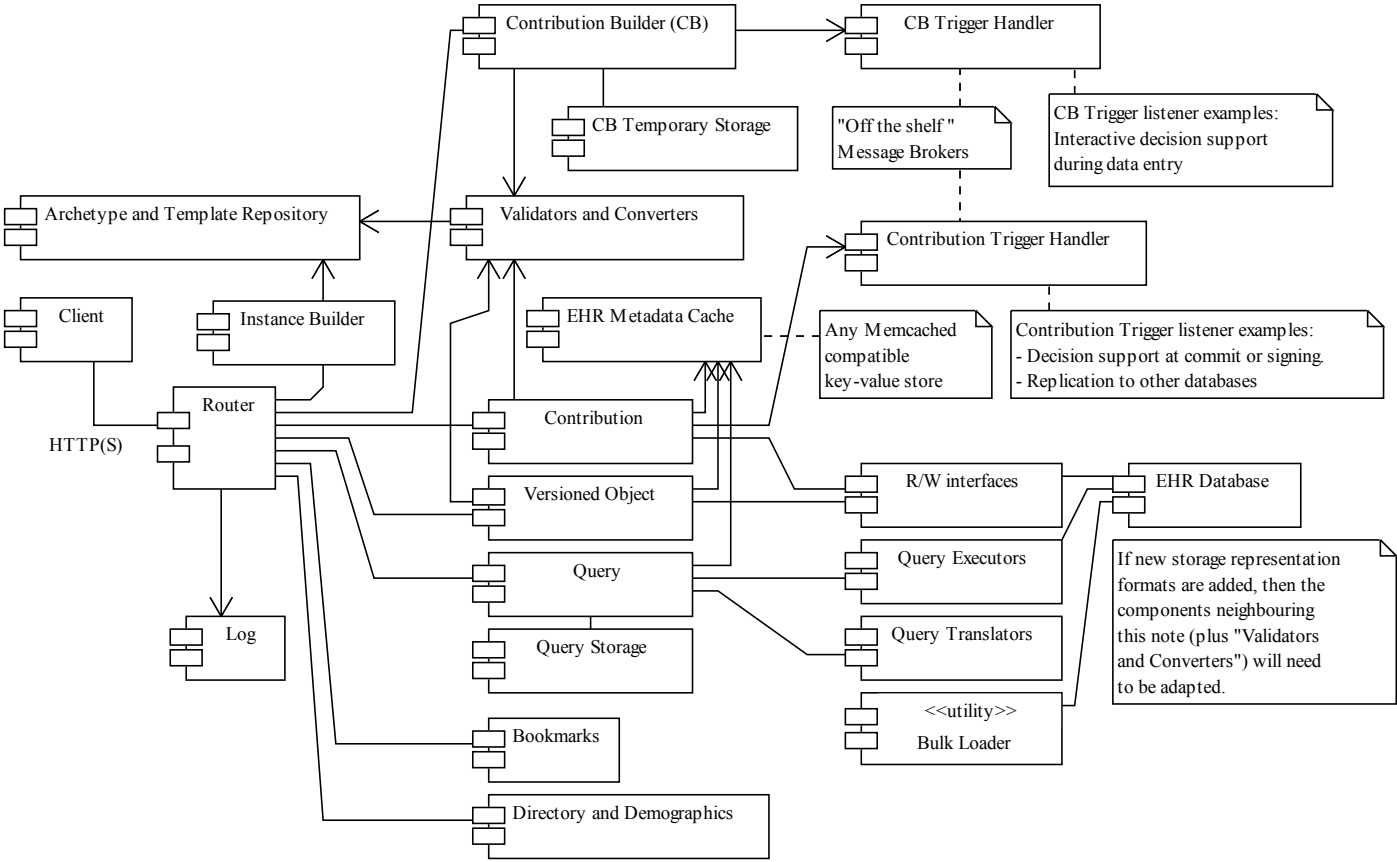 Contribution Builder (CB)
CB Trigger Handler
CB Temporary Storage
"Off the shelf "
Message Brokers
CB Trigger listener examples:
Interactive decision support
during data entry
Archetype and Template Repository
Validators and Converters
Contribution Trigger Handler
Client
Instance Builder
EHR Metadata Cache
Any Memcached
compatible
key-value store
Contribution Trigger listener examples:
- Decision support at commit or signing.
- Replication to other databases
Router
HTTP(S)
Contribution
Versioned Object
R/W interfaces
EHR Database
Query
Query Executors
If new storage representation
formats are added, then the
components neighbouring
this note (plus "Validators
and Converters") will need
to be adapted.
Log
Query Storage
Query Translators
<<utility>>
Bulk Loader
Bookmarks
Directory and Demographics